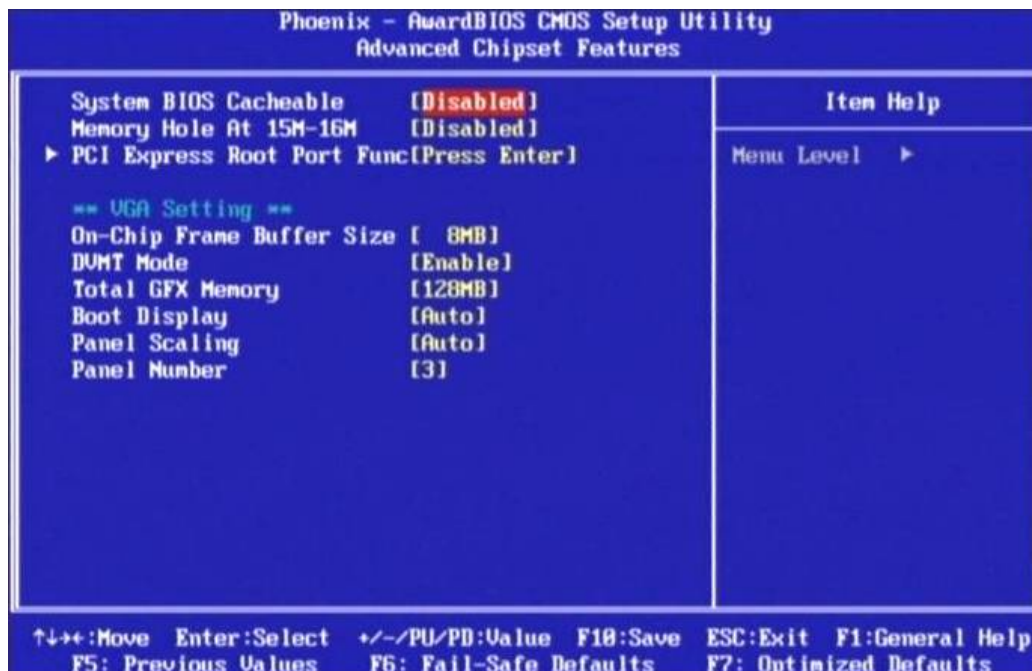 Phoenix - AwardBIOS CMOS Setup Utility
Advanced Chipset Features
System BIOS Cacheable [Disabled]
Memory Hole At 15M-16M [Disabled]
► PCI Express Root Port Func[Press Enter]
** VGA Setting **
On-Chip Frame Buffer Size [ 8MB]
DVMT Mode [Enable]
Total GFX Memory [128MB]
Boot Display [Auto]
Panel Scaling [Auto]
Panel Number [3]
Item Help
Menu Level ►
↑↓→←:Move Enter:Select +/-/PU/PD:Value F10:Save ESC:Exit F1:General Help
F5: Previous Values F6: Fail-Safe Defaults F7: Optimized Defaults